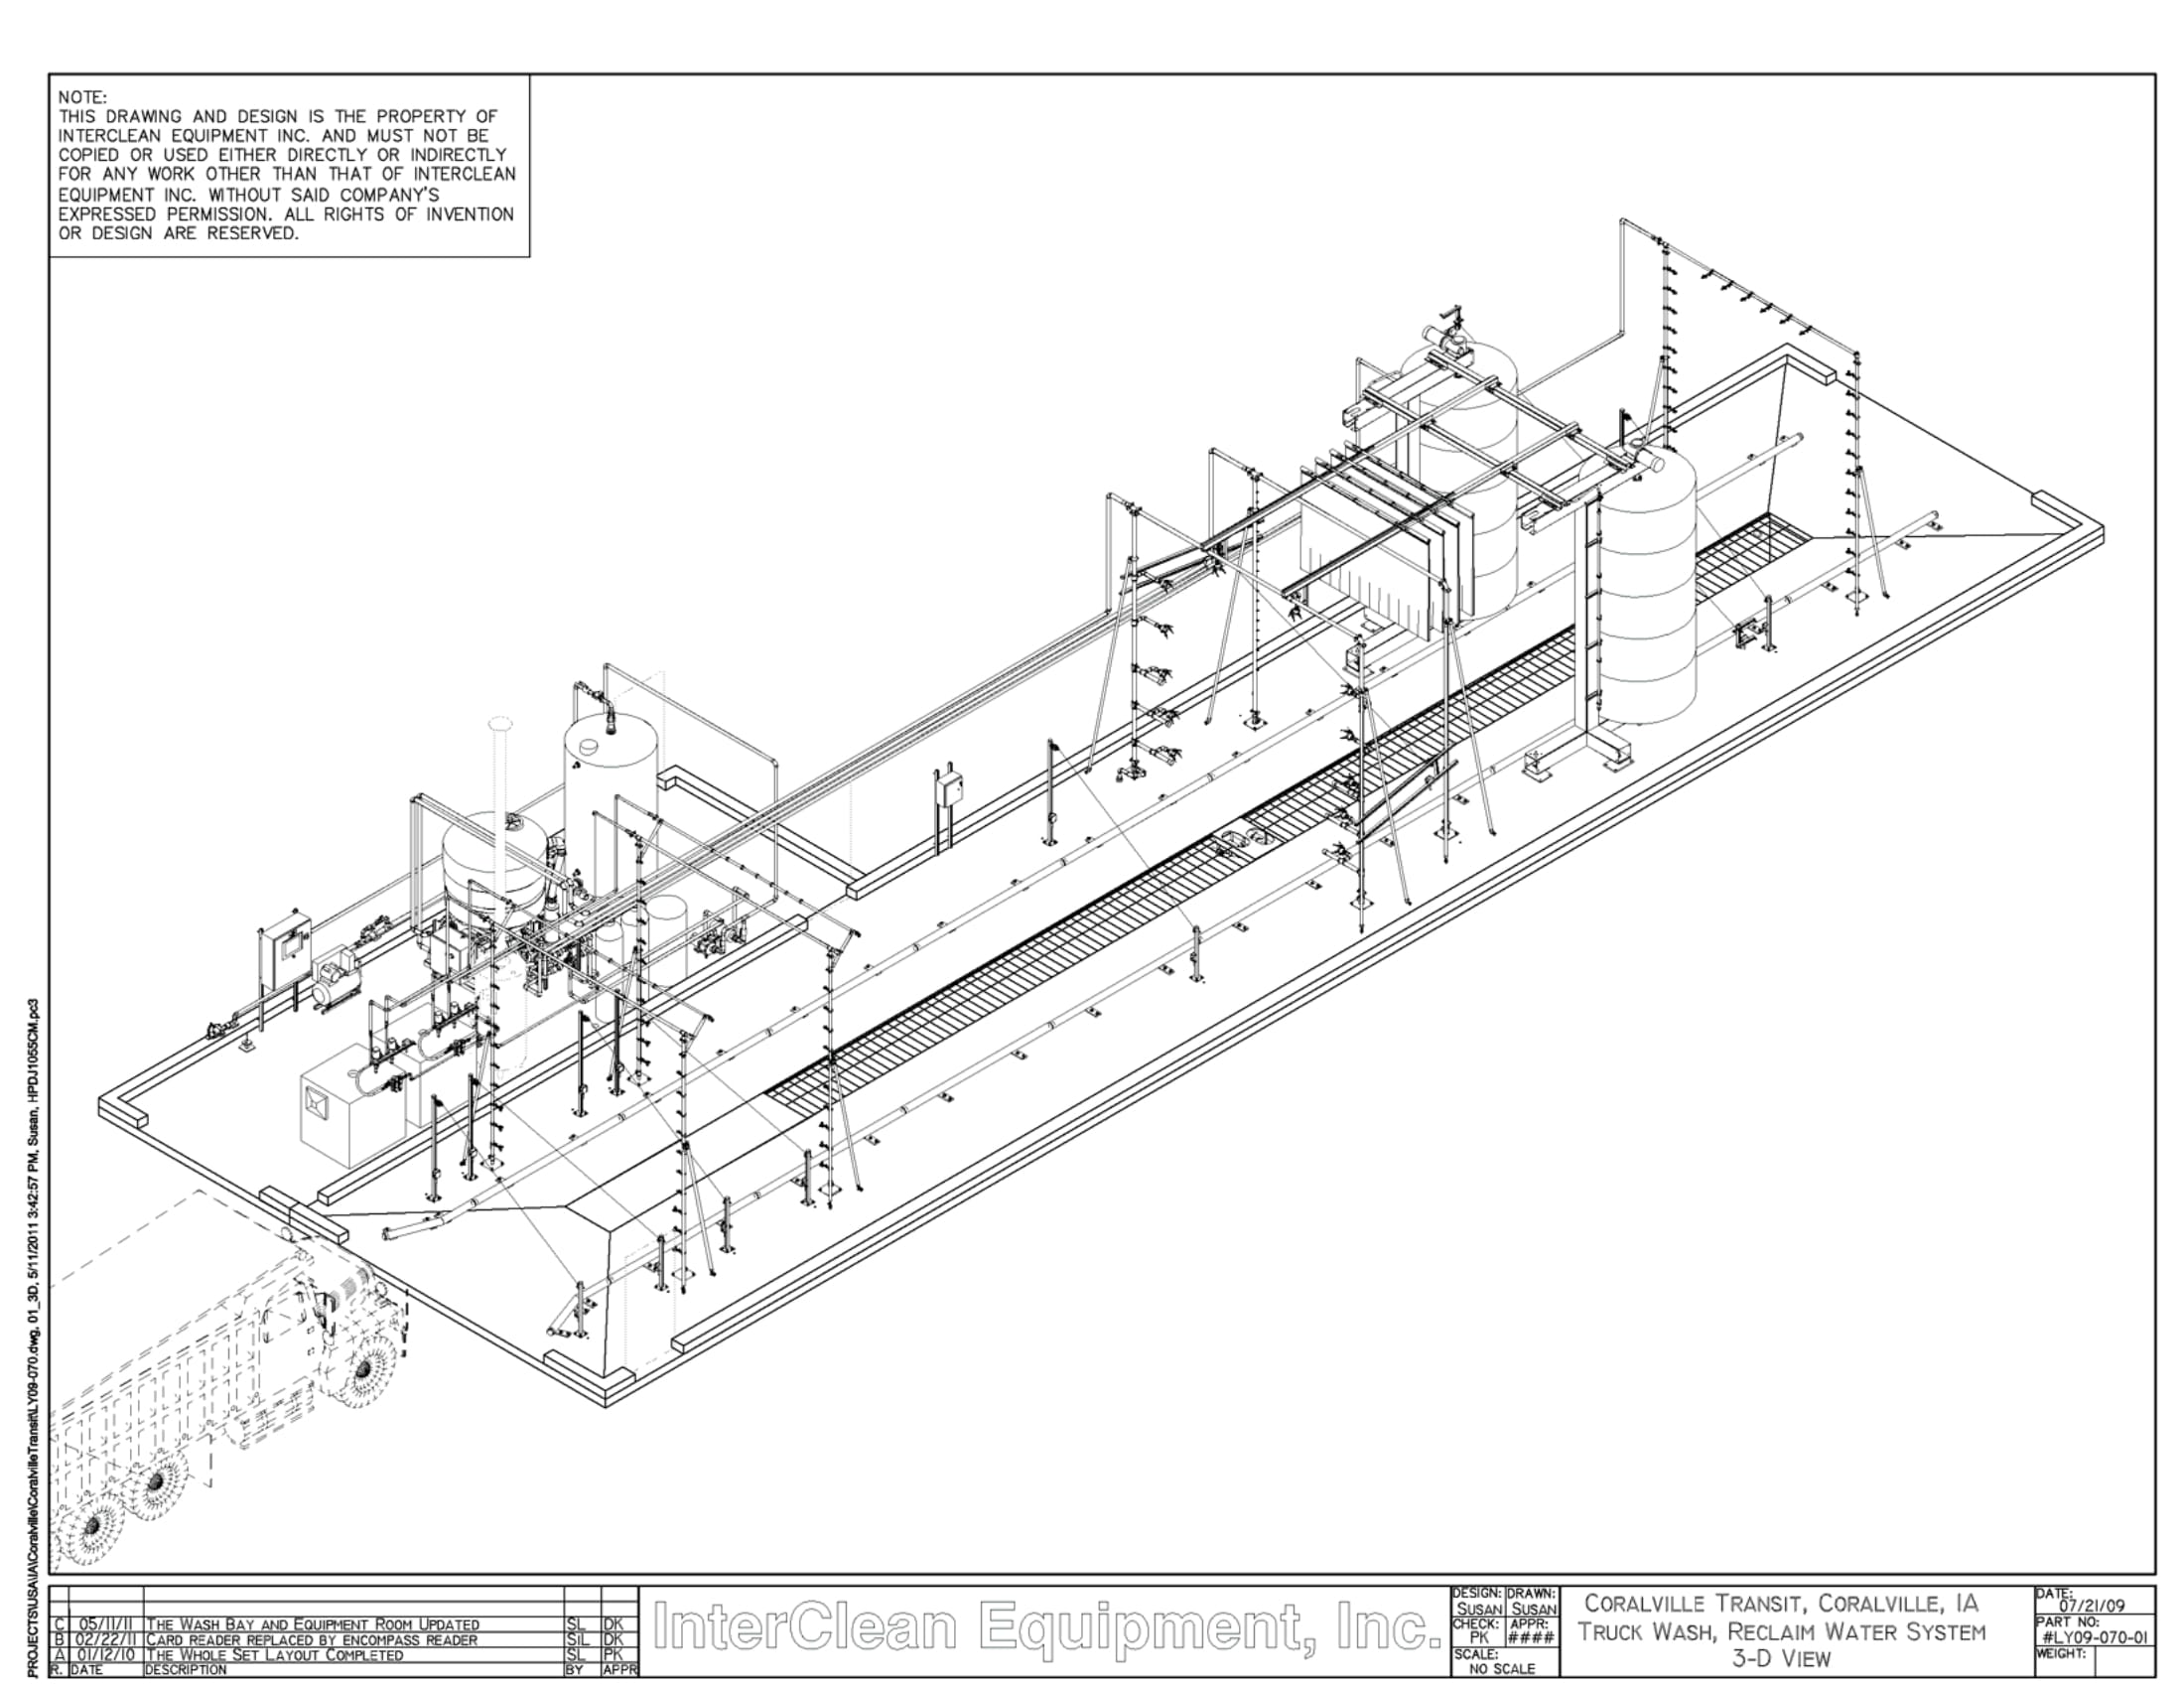 NOTE:
THIS DRAWING AND DESIGN IS THE PROPERTY OF
INTERCLEAN EQUIPMENT INC. AND MUST NOT BE
COPIED OR USED EITHER DIRECTLY OR INDIRECTLY
FOR ANY WORK OTHER THAN THAT OF INTERCLEAN
EQUIPMENT INC. WITHOUT SAID COMPANY'S
EXPRESSED PERMISSION. ALL RIGHTS OF INVENTION
OR DESIGN ARE RESERVED.
PROJECTS\USA\IA\Coralville\CoralvilleTransit\LY09-070.dwg, 01_3D, 5/11/2011 3:42:57 PM, Susan, HPDJ1055CM.pc3
C 05/11/11 THE WASH BAY AND EQUIPMENT ROOM UPDATED SL DK
B 02/22/11 CARD READER REPLACED BY ENCOMPASS READER SIL DK
A 01/12/10 THE WHOLE SET LAYOUT COMPLETED SL PK
R. DATE DESCRIPTION BY APPR
InterClean Equipment, Inc.
DESIGN: DRAWN:
SUSAN SUSAN
CHECK: APPR:
PK ####
SCALE:
NO SCALE
CORALVILLE TRANSIT, CORALVILLE, IA
TRUCK WASH, RECLAIM WATER SYSTEM
3-D VIEW
DATE:
07/21/09
PART NO:
#LY09-070-01
WEIGHT: